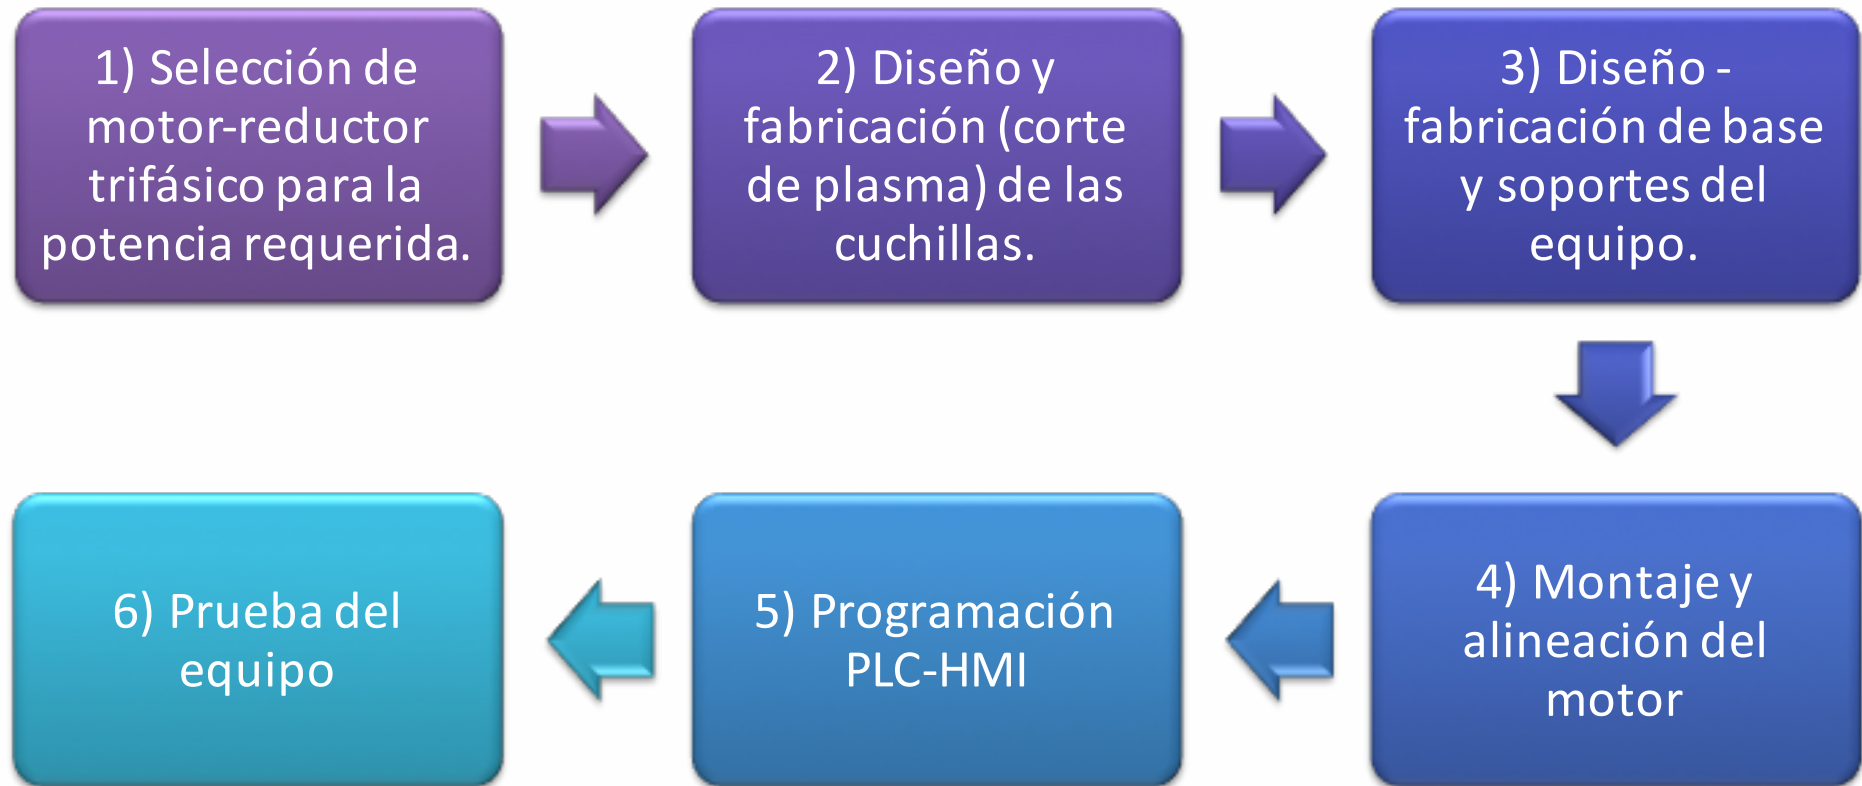 1) Selección de
motor-reductor
trifásico para la
potencia requerida.
2) Diseño y
fabricación (corte
de plasma) de las
cuchillas.
3) Diseño -
fabricación de base
y soportes del
equipo.
4) Montaje y
alineación del
motor
5) Programación
PLC-HMI
6) Prueba del
equipo